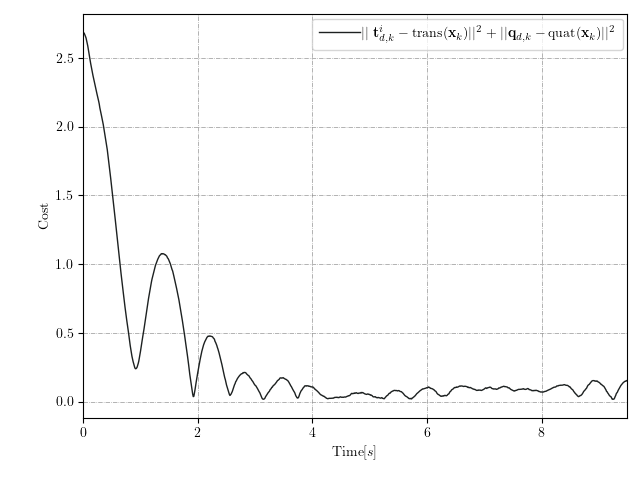 || t^i_{d,k} − trans(x_k)||^2 + ||q_{d,k} − quat(x_k)||^2
2.5
2.0
1.5
1.0
0.5
0.0
Cost
0 2 4 6 8
Time[s]